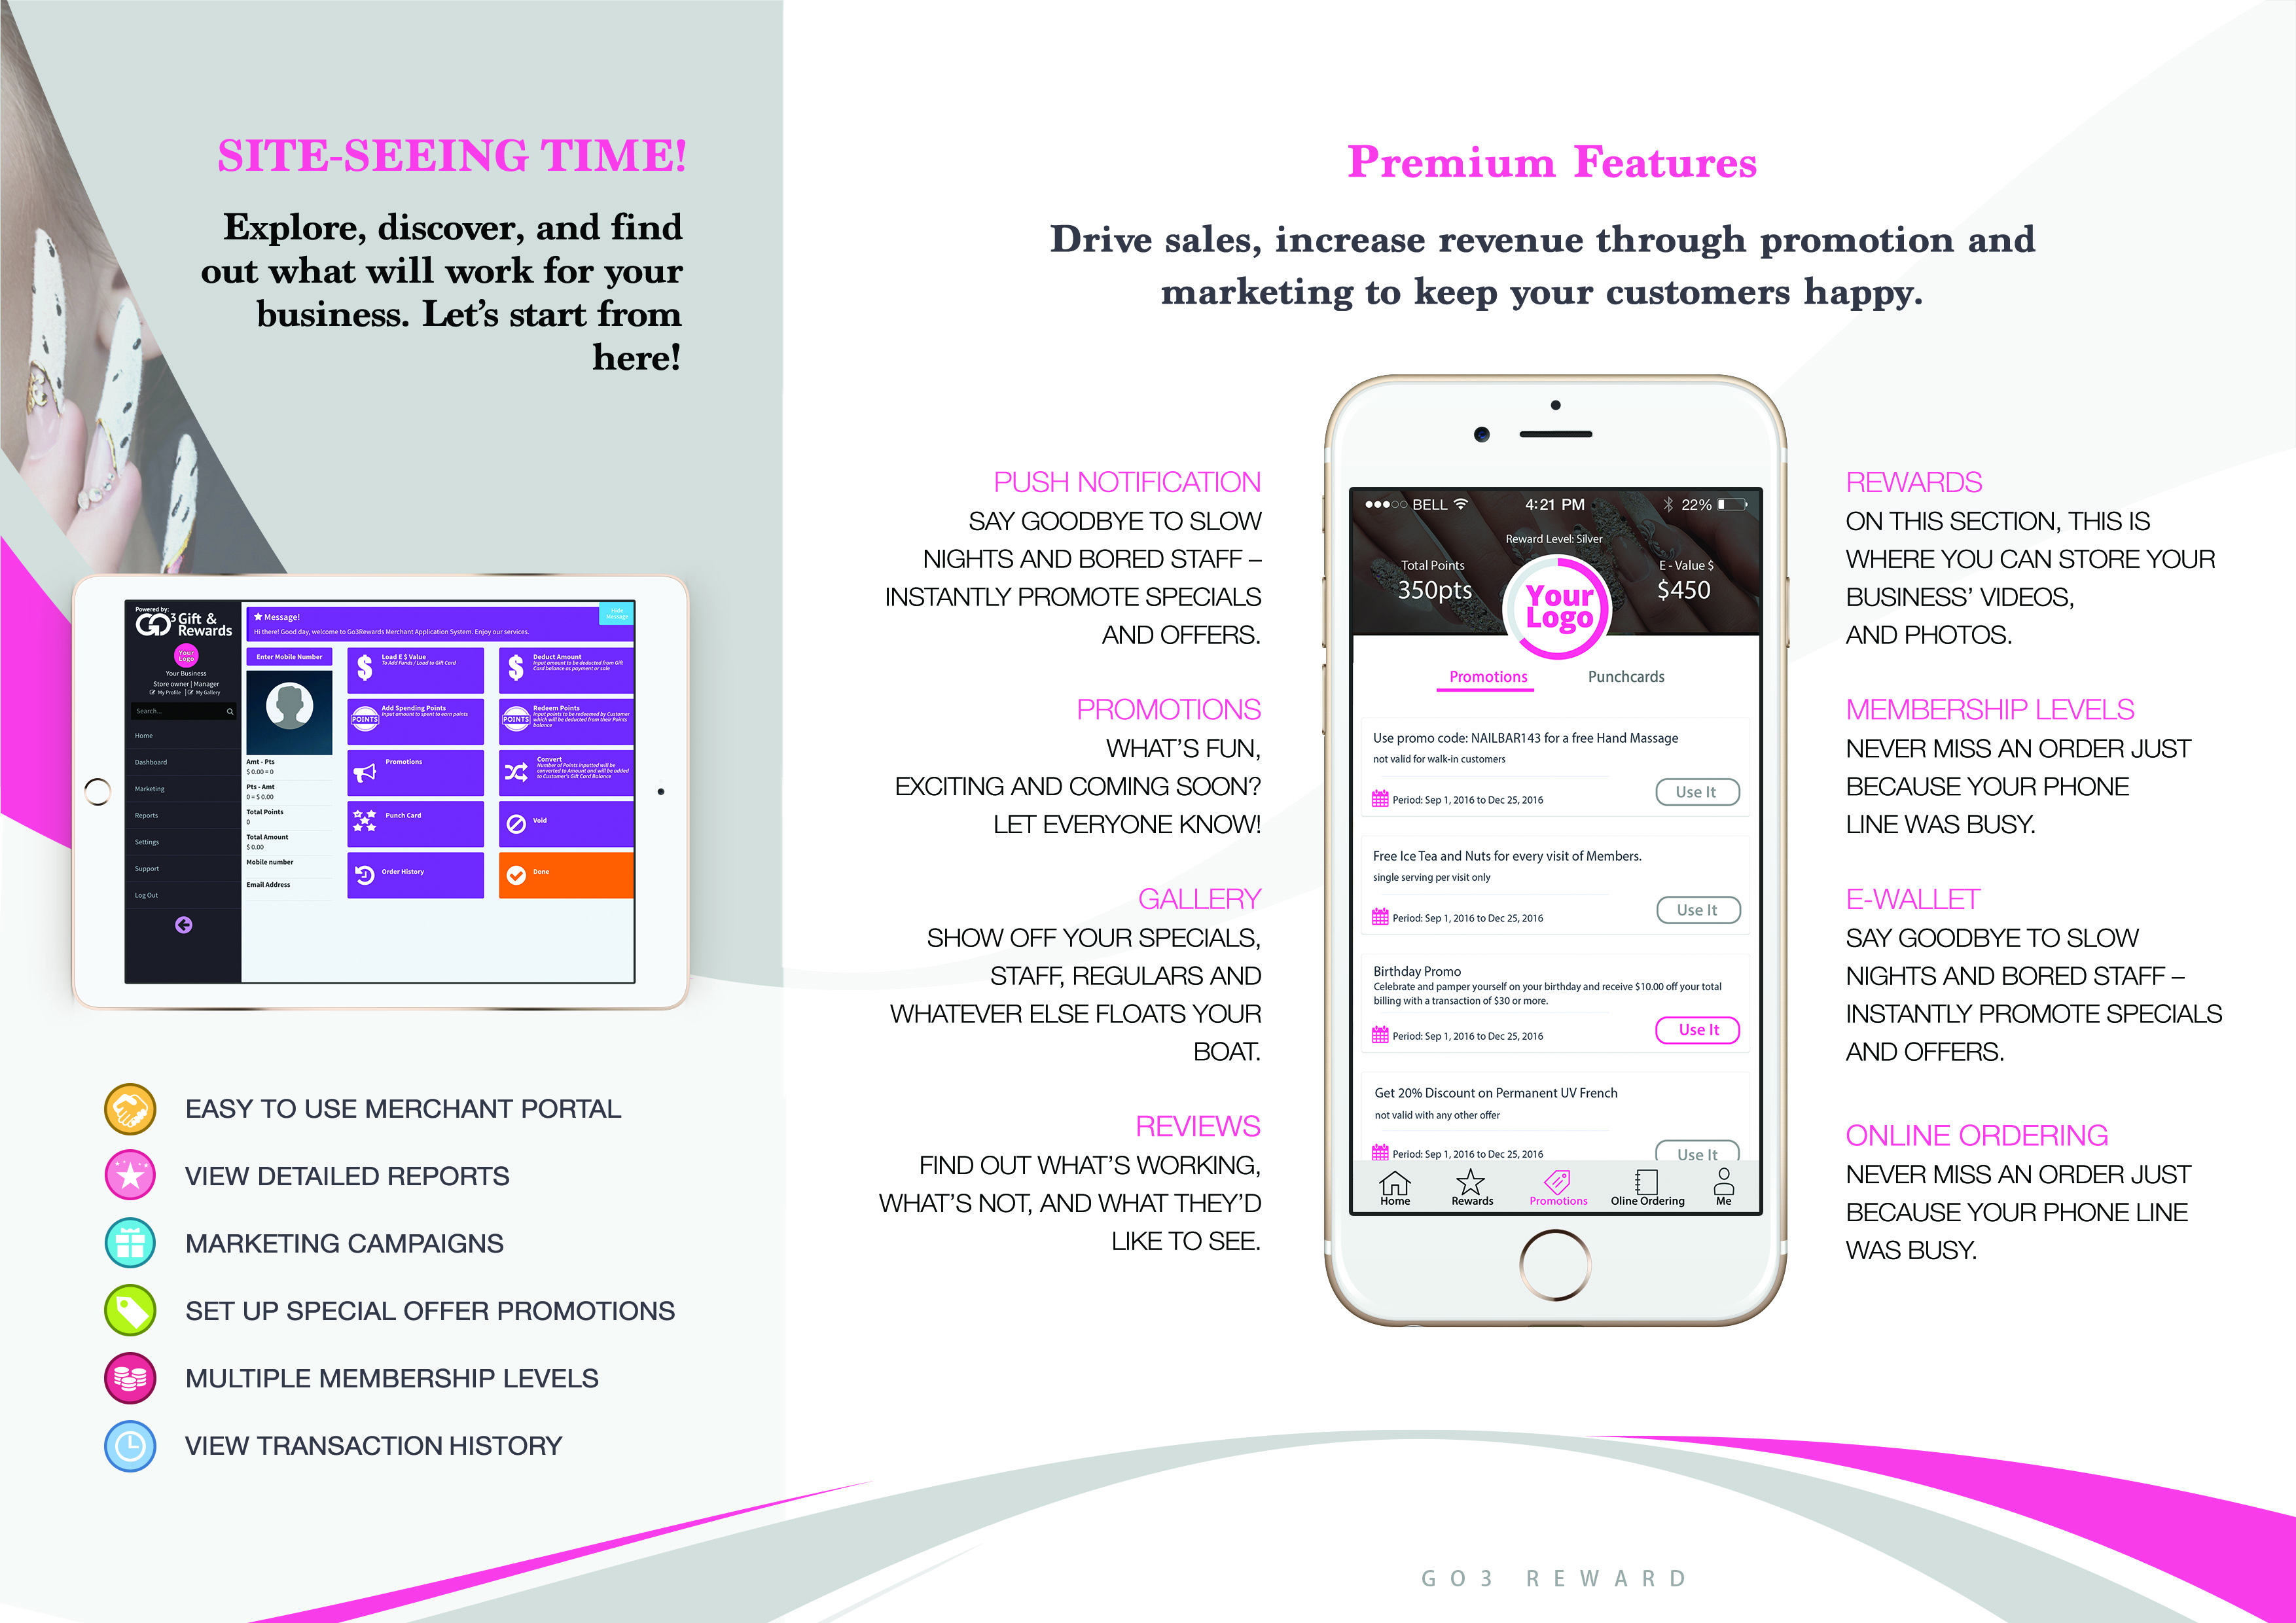 SITE-SEEING TIME!
Explore, discover, and find
out what will work for your
business. Let's start from
here!
Powered by:
GO3 Gift &
Rewards
Your
Logo
Your Business
Store owner | Manager
My Profile | My Gallery
Search...
Home
Dashboard
Marketing
Reports
Settings
Support
Log Out
Message!
Hi there! Good day, welcome to Go3Rewards Merchant Application System. Enjoy our services.
Hide
Message
Enter Mobile Number
Amt - Pts
$ 0.00 = 0
Pts - Amt
0 = $ 0.00
Total Points
0
Total Amount
$ 0.00
Mobile number
Email Address
Load E $ Value
To Add Funds / Load to Gift Card
Deduct Amount
Input amount to be deducted from Gift
Card balance as payment or sale
POINTS
Add Spending Points
Input amount to spent to earn points
POINTS
Redeem Points
Input points to be redeemed by Customer
which will be deducted from their Points
balance
Promotions
Convert
Number of Points inputted will be
converted to Amount and will be added
to Customer's Gift Card Balance
Punch Card
Void
Order History
Done
EASY TO USE MERCHANT PORTAL
VIEW DETAILED REPORTS
MARKETING CAMPAIGNS
SET UP SPECIAL OFFER PROMOTIONS
MULTIPLE MEMBERSHIP LEVELS
VIEW TRANSACTION HISTORY
Premium Features
Drive sales, increase revenue through promotion and
marketing to keep your customers happy.
PUSH NOTIFICATION
SAY GOODBYE TO SLOW
NIGHTS AND BORED STAFF –
INSTANTLY PROMOTE SPECIALS
AND OFFERS.
PROMOTIONS
WHAT'S FUN,
EXCITING AND COMING SOON?
LET EVERYONE KNOW!
GALLERY
SHOW OFF YOUR SPECIALS,
STAFF, REGULARS AND
WHATEVER ELSE FLOATS YOUR
BOAT.
REVIEWS
FIND OUT WHAT'S WORKING,
WHAT'S NOT, AND WHAT THEY'D
LIKE TO SEE.
BELL 4:21 PM 22%
Reward Level: Silver
Total Points
350pts
Your
Logo
E - Value $
$450
Promotions Punchcards
Use promo code: NAILBAR143 for a free Hand Massage
not valid for walk-in customers
Period: Sep 1, 2016 to Dec 25, 2016
Use It
Free Ice Tea and Nuts for every visit of Members.
single serving per visit only
Period: Sep 1, 2016 to Dec 25, 2016
Use It
Birthday Promo
Celebrate and pamper yourself on your birthday and receive $10.00 off your total
billing with a transaction of $30 or more.
Period: Sep 1, 2016 to Dec 25, 2016
Use It
Get 20% Discount on Permanent UV French
not valid with any other offer
Period: Sep 1, 2016 to Dec 25, 2016
Use It
Home Rewards Promotions Oline Ordering Me
REWARDS
ON THIS SECTION, THIS IS
WHERE YOU CAN STORE YOUR
BUSINESS' VIDEOS,
AND PHOTOS.
MEMBERSHIP LEVELS
NEVER MISS AN ORDER JUST
BECAUSE YOUR PHONE
LINE WAS BUSY.
E-WALLET
SAY GOODBYE TO SLOW
NIGHTS AND BORED STAFF –
INSTANTLY PROMOTE SPECIALS
AND OFFERS.
ONLINE ORDERING
NEVER MISS AN ORDER JUST
BECAUSE YOUR PHONE LINE
WAS BUSY.
GO3 REWARD